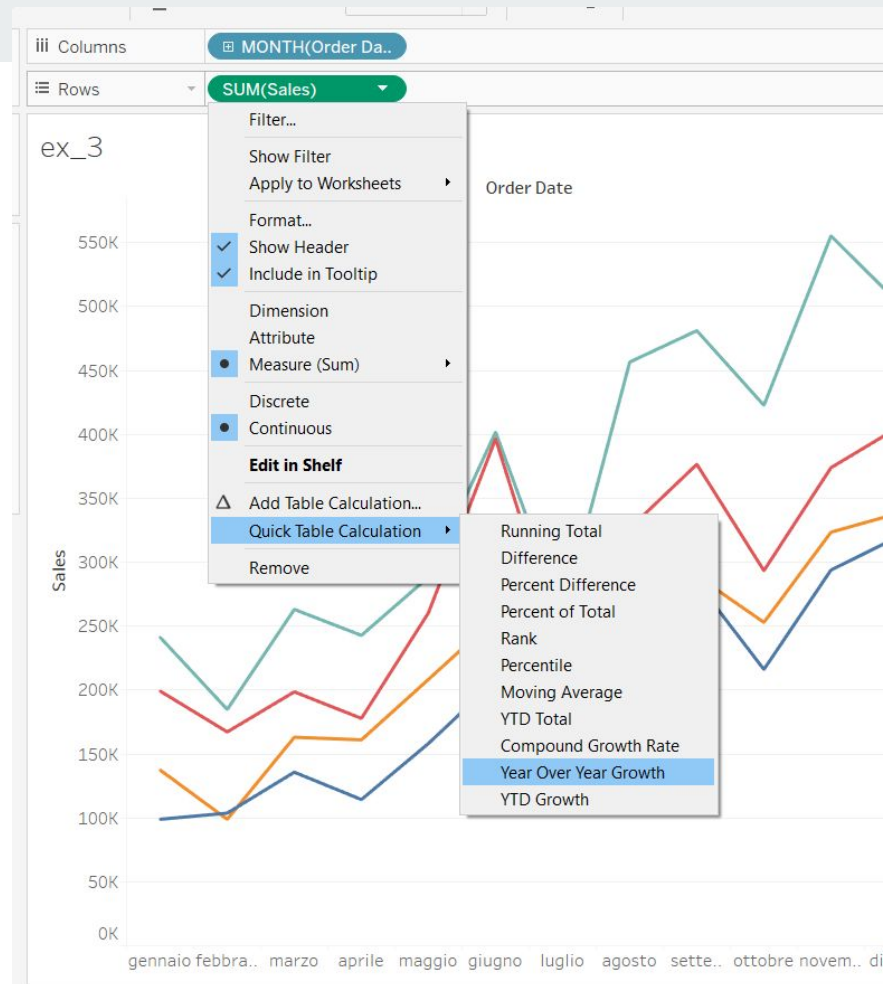 Columns
MONTH(Order Da..
Rows
SUM(Sales)
Filter...
Show Filter
Apply to Worksheets
Format...
Show Header
Include in Tooltip
Dimension
Attribute
Measure (Sum)
Discrete
Continuous
Edit in Shelf
Add Table Calculation...
Quick Table Calculation
Remove
Running Total
Difference
Percent Difference
Percent of Total
Rank
Percentile
Moving Average
YTD Total
Compound Growth Rate
Year Over Year Growth
YTD Growth
ex_3
Order Date
550K
500K
450K
400K
350K
300K
250K
200K
150K
100K
50K
0K
Sales
gennaio febbra.. marzo aprile maggio giugno luglio agosto sette.. ottobre novem.. di